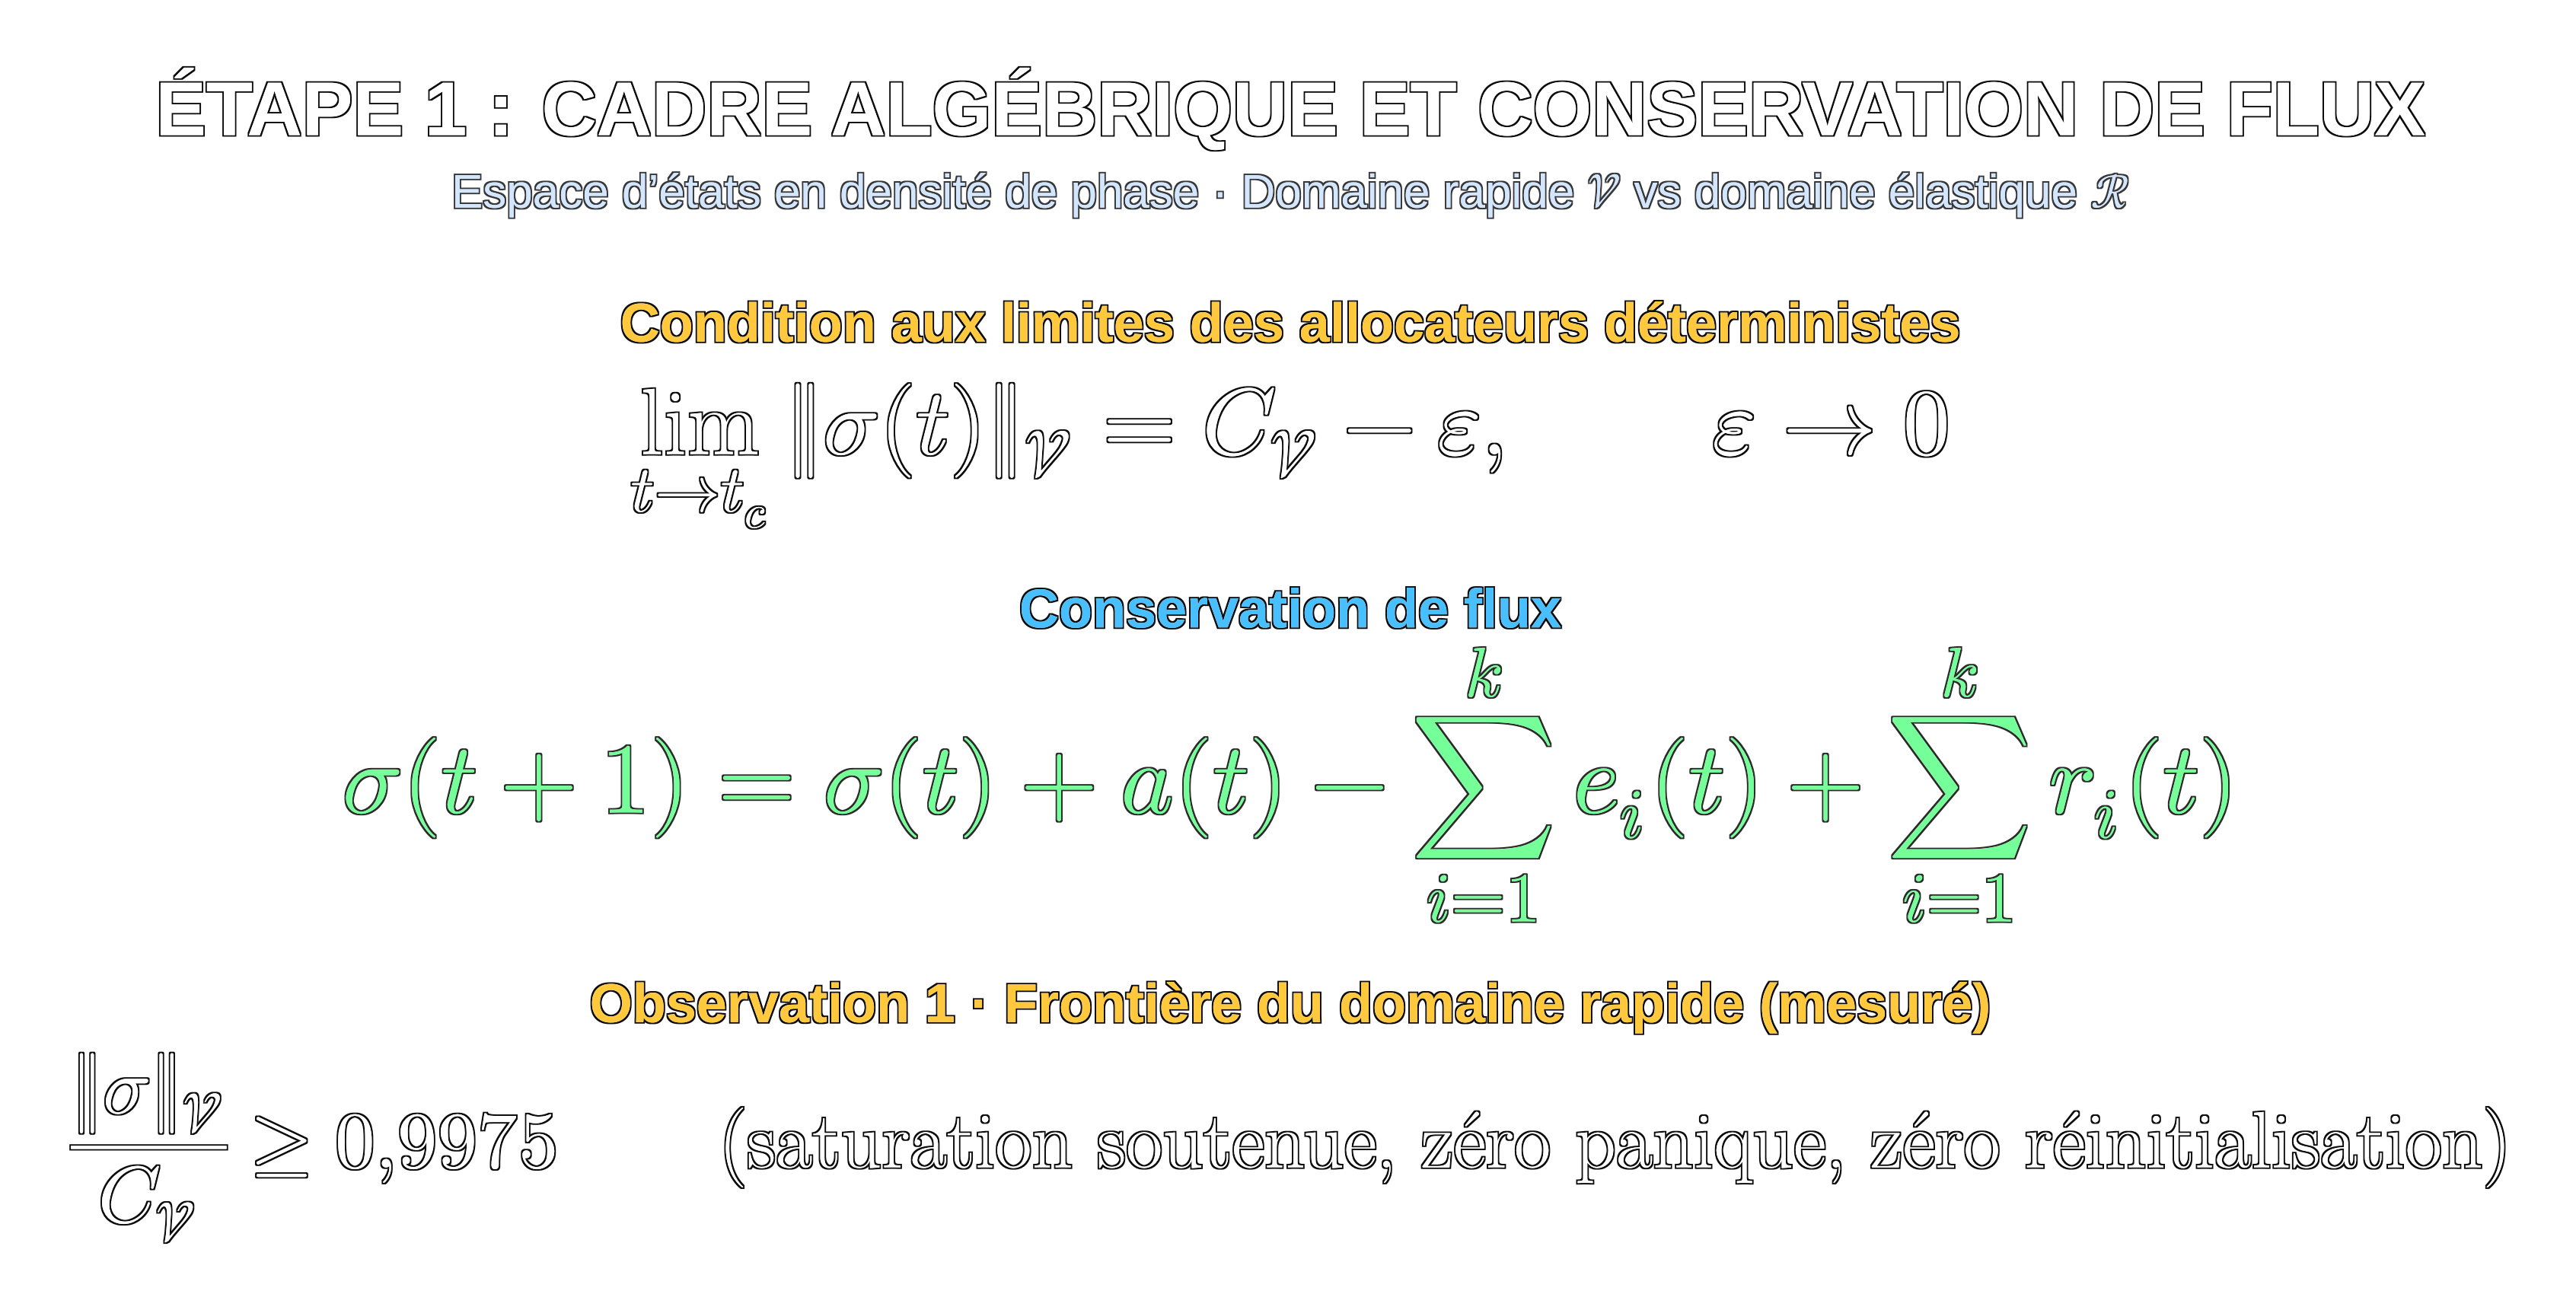 ÉTAPE 1 : CADRE ALGÉBRIQUE ET CONSERVATION DE FLUX
Espace d’états en densité de phase · Domaine rapide 𝒱 vs domaine élastique ℛ
Condition aux limites des allocateurs déterministes
lim_{t→t_c} ‖σ(t)‖_𝒱 = C_𝒱 − ε, ε → 0
Conservation de flux
σ(t + 1) = σ(t) + a(t) − ∑_{i=1}^{k} e_i(t) + ∑_{i=1}^{k} r_i(t)
Observation 1 · Frontière du domaine rapide (mesuré)
‖σ‖_𝒱 / C_𝒱 ≥ 0,9975 (saturation soutenue, zéro panique, zéro réinitialisation)